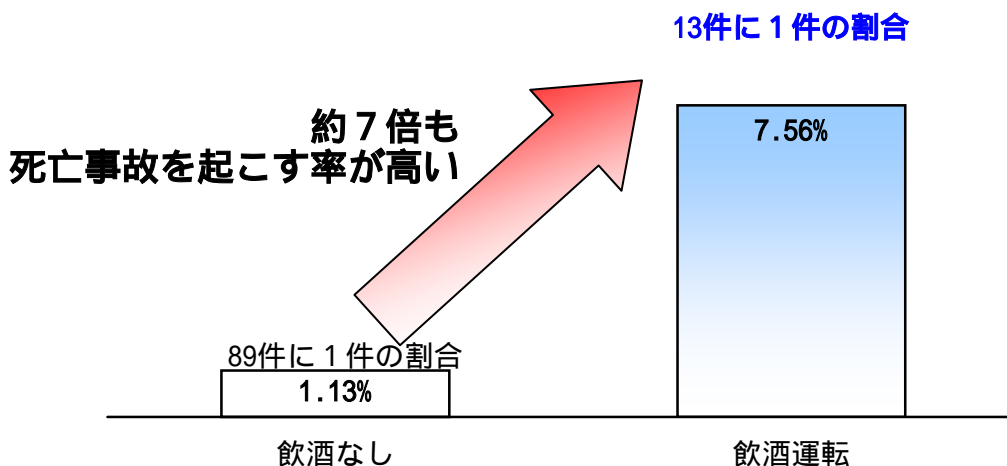 13件に１件の割合
約７倍も
死亡事故を起こす率が高い
7.56%
89件に１件の割合
1.13%
飲酒なし
飲酒運転